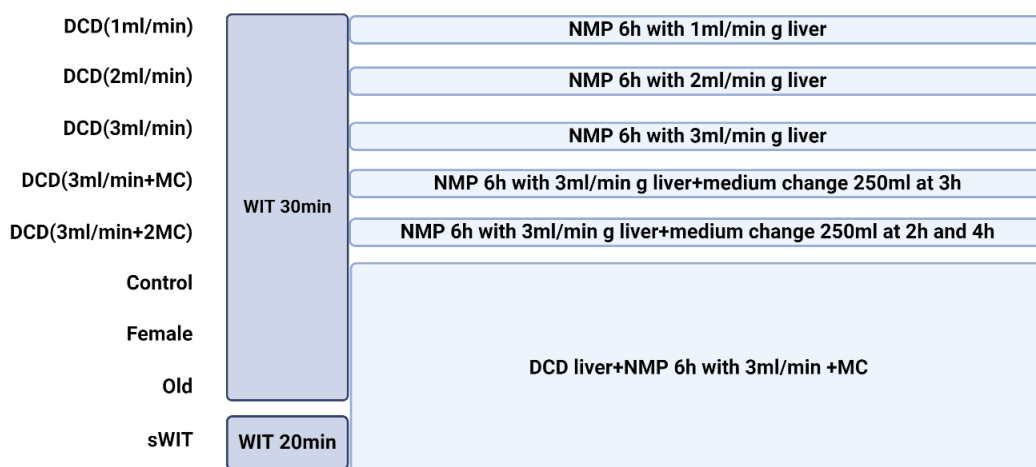 DCD(1ml/min)
NMP 6h with 1ml/min g liver
DCD(2ml/min)
NMP 6h with 2ml/min g liver
DCD(3ml/min)
NMP 6h with 3ml/min g liver
DCD(3ml/min+MC)
NMP 6h with 3ml/min g liver+medium change 250ml at 3h
WIT 30min
DCD(3ml/min+2MC)
NMP 6h with 3ml/min g liver+medium change 250ml at 2h and 4h
Control
Female
DCD liver+NMP 6h with 3ml/min +MC
Old
sWIT
WIT 20min